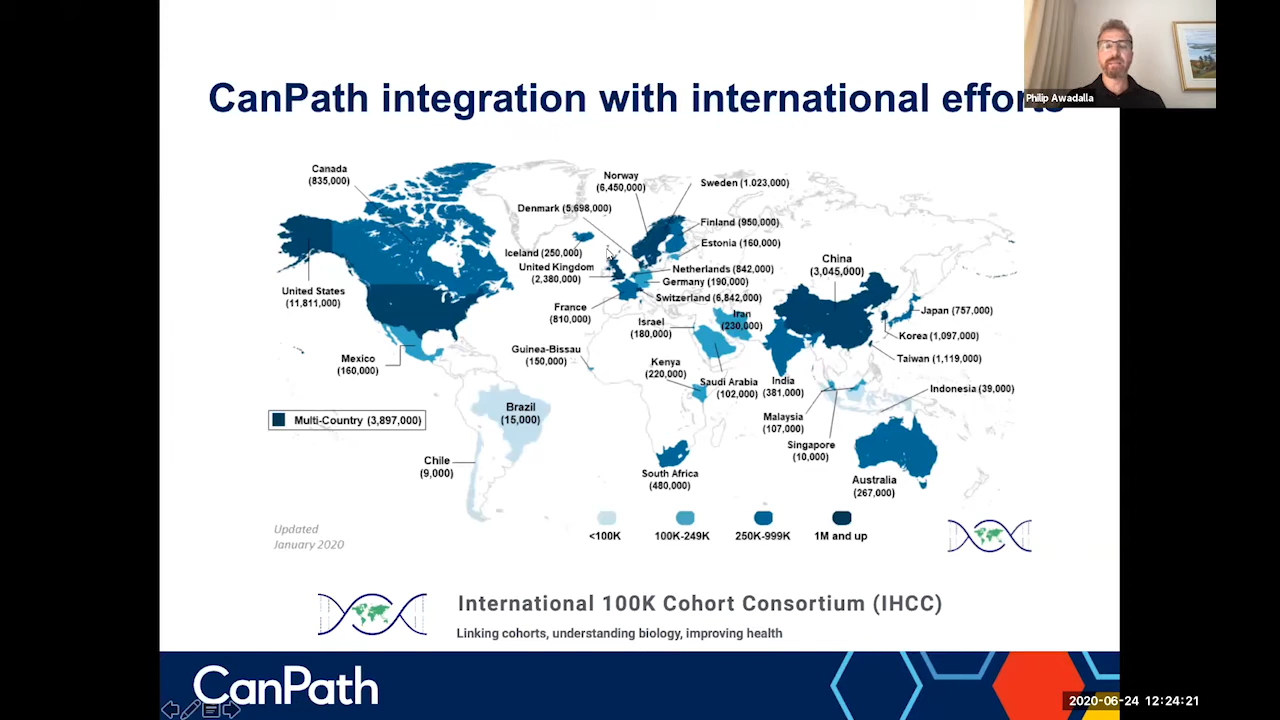 CanPath integration with international efforts
Philip Awadalla
Canada
(835,000)
Norway
(6,450,000)
Sweden (1.023,000)
Denmark (5,698,000)
Finland (950,000)
Estonia (160,000)
Iceland (250,000)
United Kingdom
(2,380,000)
Netherlands (842,000)
Germany (190,000)
Switzerland (6,842,000)
China
(3,045,000)
United States
(11,811,000)
France
(810,000)
Israel
(180,000)
Iran
(230,000)
Japan (757,000)
Korea (1,097,000)
Taiwan (1,119,000)
Mexico
(160,000)
Guinea-Bissau
(150,000)
Kenya
(220,000)
Saudi Arabia
(102,000)
India
(381,000)
Indonesia (39,000)
Malaysia
(107,000)
Singapore
(10,000)
Brazil
(15,000)
Multi-Country (3,897,000)
Chile
(9,000)
South Africa
(480,000)
Australia
(267,000)
Updated
January 2020
<100K
100K-249K
250K-999K
1M and up
International 100K Cohort Consortium (IHCC)
Linking cohorts, understanding biology, improving health
CanPath
2020-06-24 12:24:21